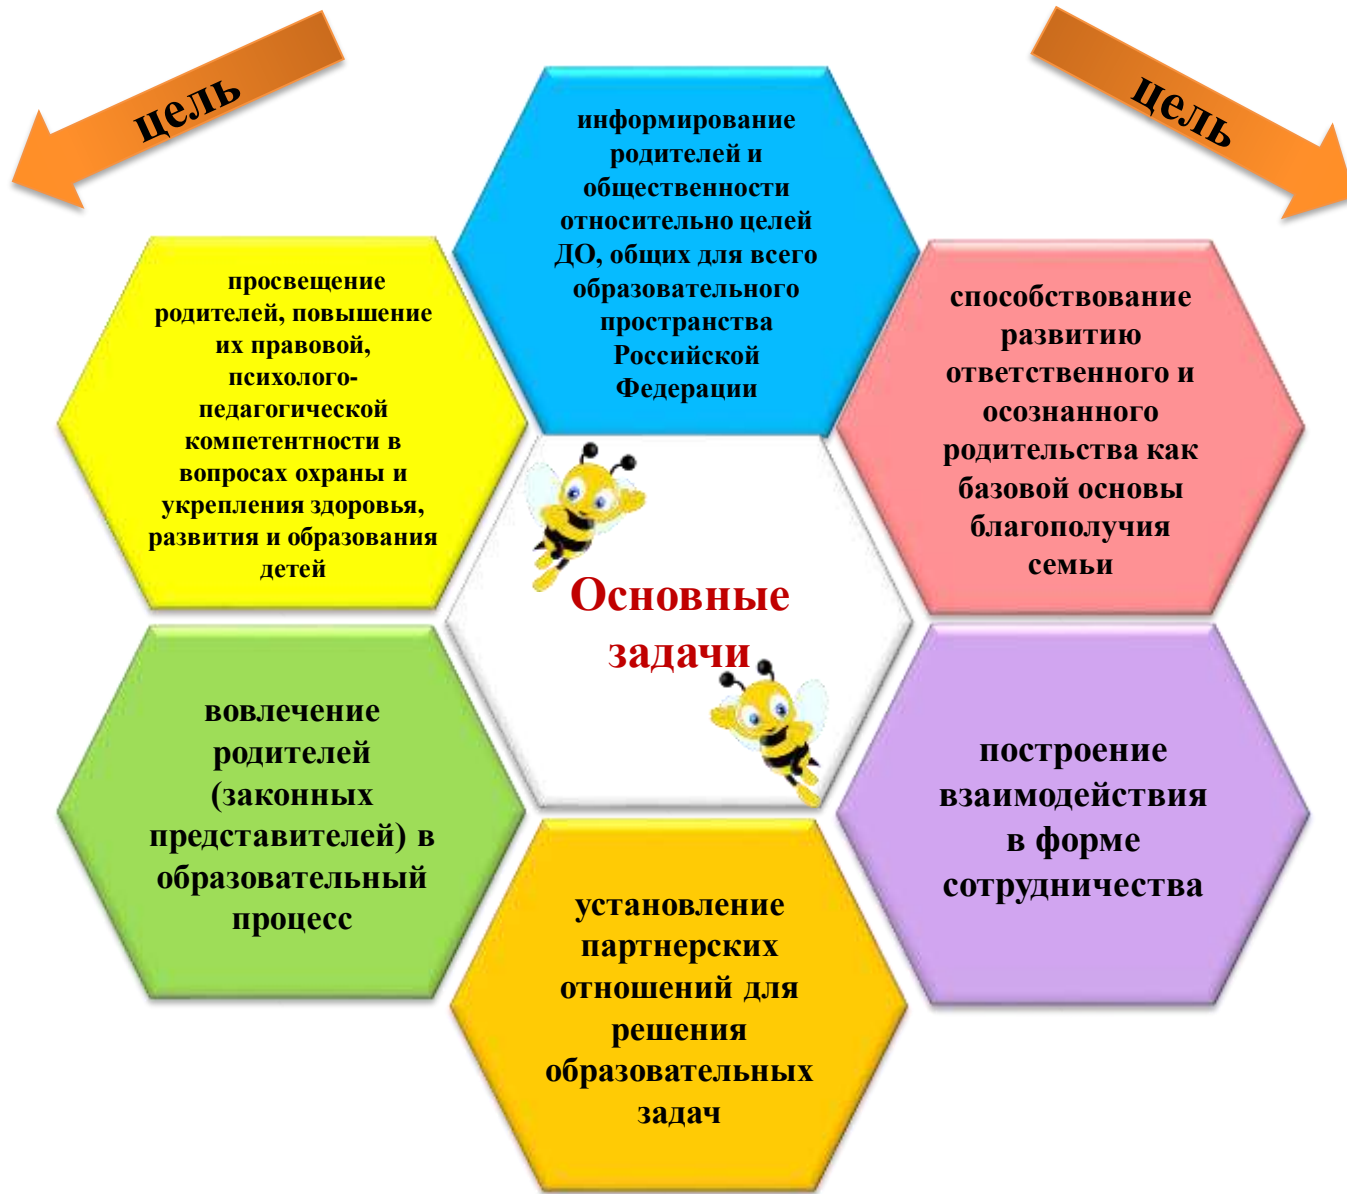 цель
цель
информирование
родителей и
общественности
относительно целей
ДО, общих для всего
образовательного
пространства
Российской
Федерации
просвещение
родителей, повышение
их правовой,
психолого-
педагогической
компетентности в
вопросах охраны и
укрепления здоровья,
развития и образования
детей
способствование
развитию
ответственного и
осознанного
родительства как
базовой основы
благополучия
семьи
Основные
задачи
вовлечение
родителей
(законных
представителей) в
образовательный
процесс
построение
взаимодействия
в форме
сотрудничества
установление
партнерских
отношений для
решения
образовательных
задач